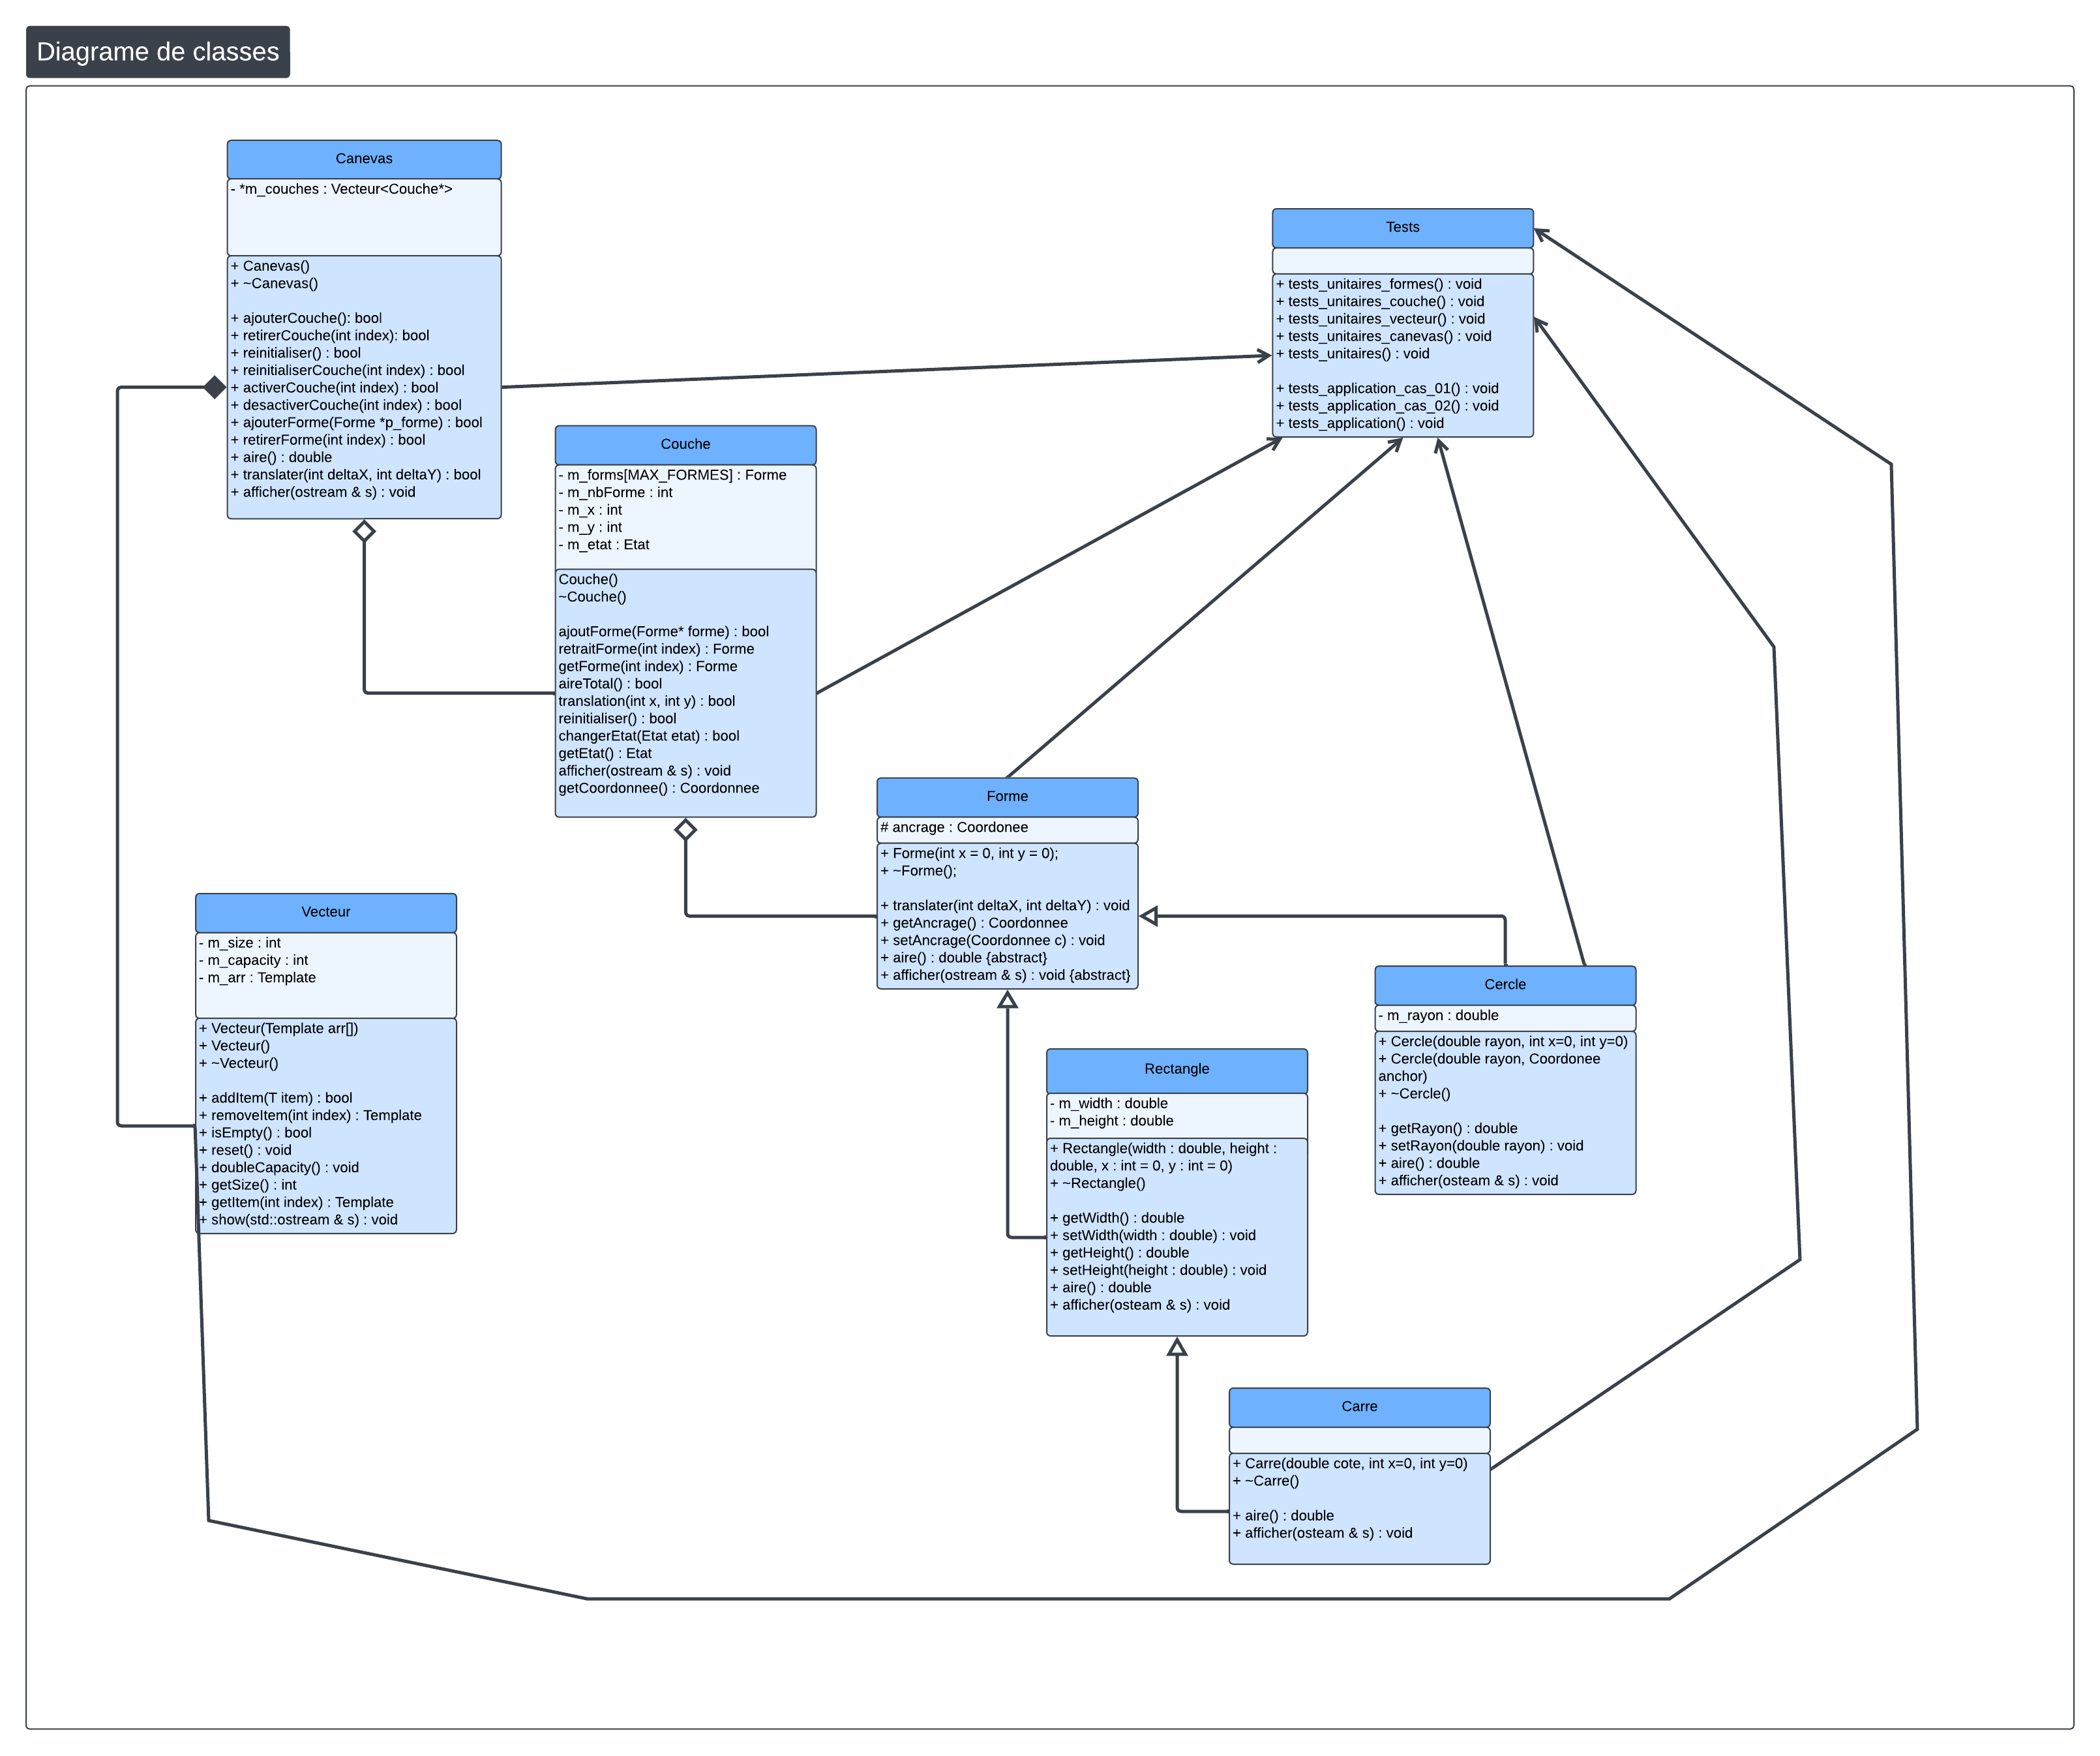 Diagrame de classes
Canevas
- *m_couches : Vecteur<Couche*>
+ Canevas()
+ ~Canevas()
+ ajouterCouche(): bool
+ retirerCouche(int index): bool
+ reinitialiser() : bool
+ reinitialiserCouche(int index) : bool
+ activerCouche(int index) : bool
+ desactiverCouche(int index) : bool
+ ajouterForme(Forme *p_forme) : bool
+ retirerForme(int index) : bool
+ aire() : double
+ translater(int deltaX, int deltaY) : bool
+ afficher(ostream & s) : void
Tests
+ tests_unitaires_formes() : void
+ tests_unitaires_couche() : void
+ tests_unitaires_vecteur() : void
+ tests_unitaires_canevas() : void
+ tests_unitaires() : void
+ tests_application_cas_01() : void
+ tests_application_cas_02() : void
+ tests_application() : void
Couche
- m_forms[MAX_FORMES] : Forme
- m_nbForme : int
- m_x : int
- m_y : int
- m_etat : Etat
Couche()
~Couche()
ajoutForme(Forme* forme) : bool
retraitForme(int index) : Forme
getForme(int index) : Forme
aireTotal() : bool
translation(int x, int y) : bool
reinitialiser() : bool
changerEtat(Etat etat) : bool
getEtat() : Etat
afficher(ostream & s) : void
getCoordonnee() : Coordonnee
Forme
# ancrage : Coordonee
+ Forme(int x = 0, int y = 0);
+ ~Forme();
+ translater(int deltaX, int deltaY) : void
+ getAncrage() : Coordonnee
+ setAncrage(Coordonnee c) : void
+ aire() : double {abstract}
+ afficher(ostream & s) : void {abstract}
Vecteur
- m_size : int
- m_capacity : int
- m_arr : Template
+ Vecteur(Template arr[])
+ Vecteur()
+ ~Vecteur()
+ addItem(T item) : bool
+ removeItem(int index) : Template
+ isEmpty() : bool
+ reset() : void
+ doubleCapacity() : void
+ getSize() : int
+ getItem(int index) : Template
+ show(std::ostream & s) : void
Cercle
- m_rayon : double
+ Cercle(double rayon, int x=0, int y=0)
+ Cercle(double rayon, Coordonee
anchor)
+ ~Cercle()
+ getRayon() : double
+ setRayon(double rayon) : void
+ aire() : double
+ afficher(osteam & s) : void
Rectangle
- m_width : double
- m_height : double
+ Rectangle(width : double, height :
double, x : int = 0, y : int = 0)
+ ~Rectangle()
+ getWidth() : double
+ setWidth(width : double) : void
+ getHeight() : double
+ setHeight(height : double) : void
+ aire() : double
+ afficher(osteam & s) : void
Carre
+ Carre(double cote, int x=0, int y=0)
+ ~Carre()
+ aire() : double
+ afficher(osteam & s) : void